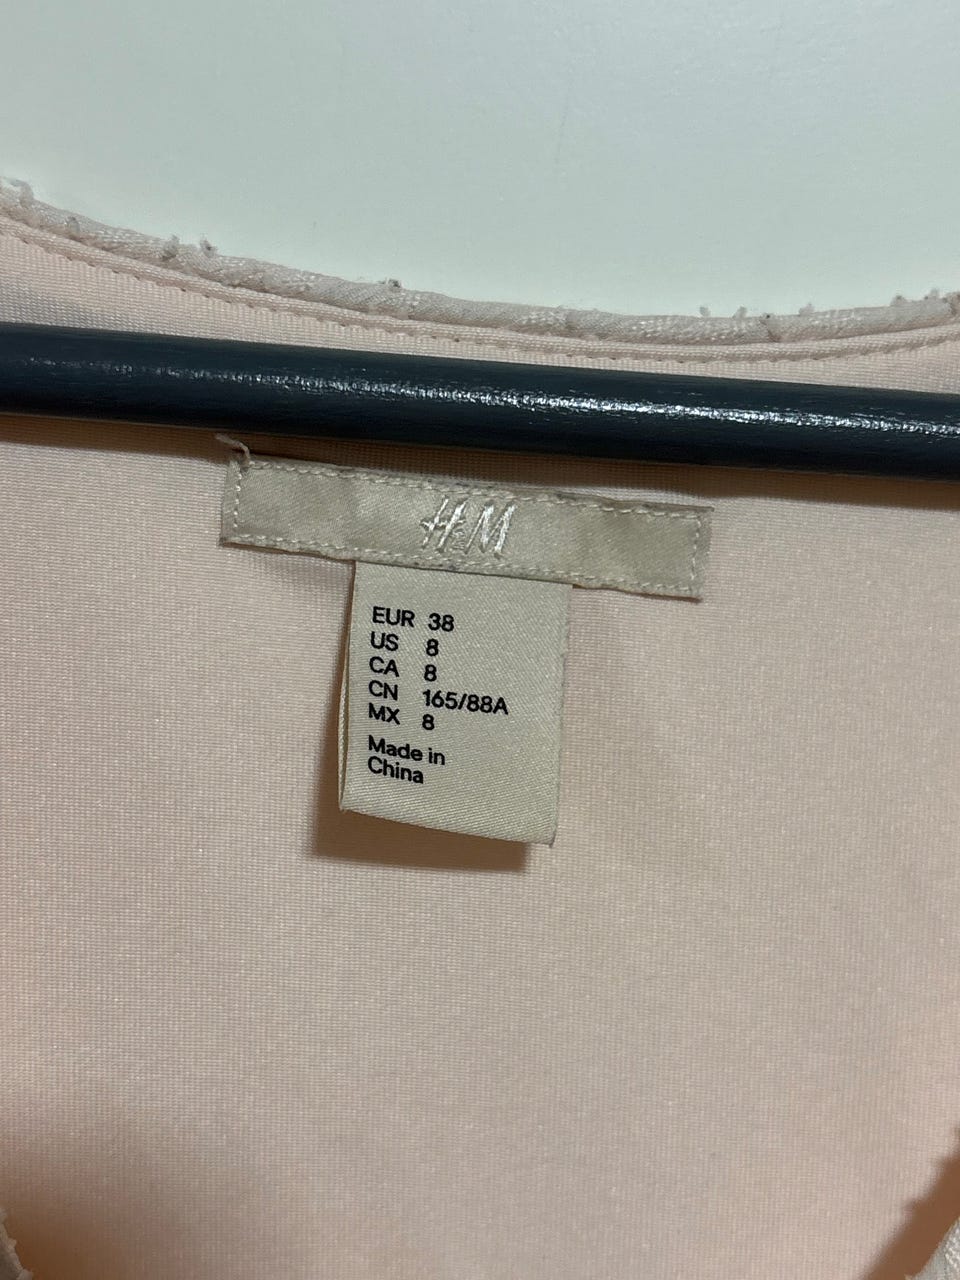 H&M
EUR 38
US 8
CA 8
CN 165/88A
MX 8
Made in
China